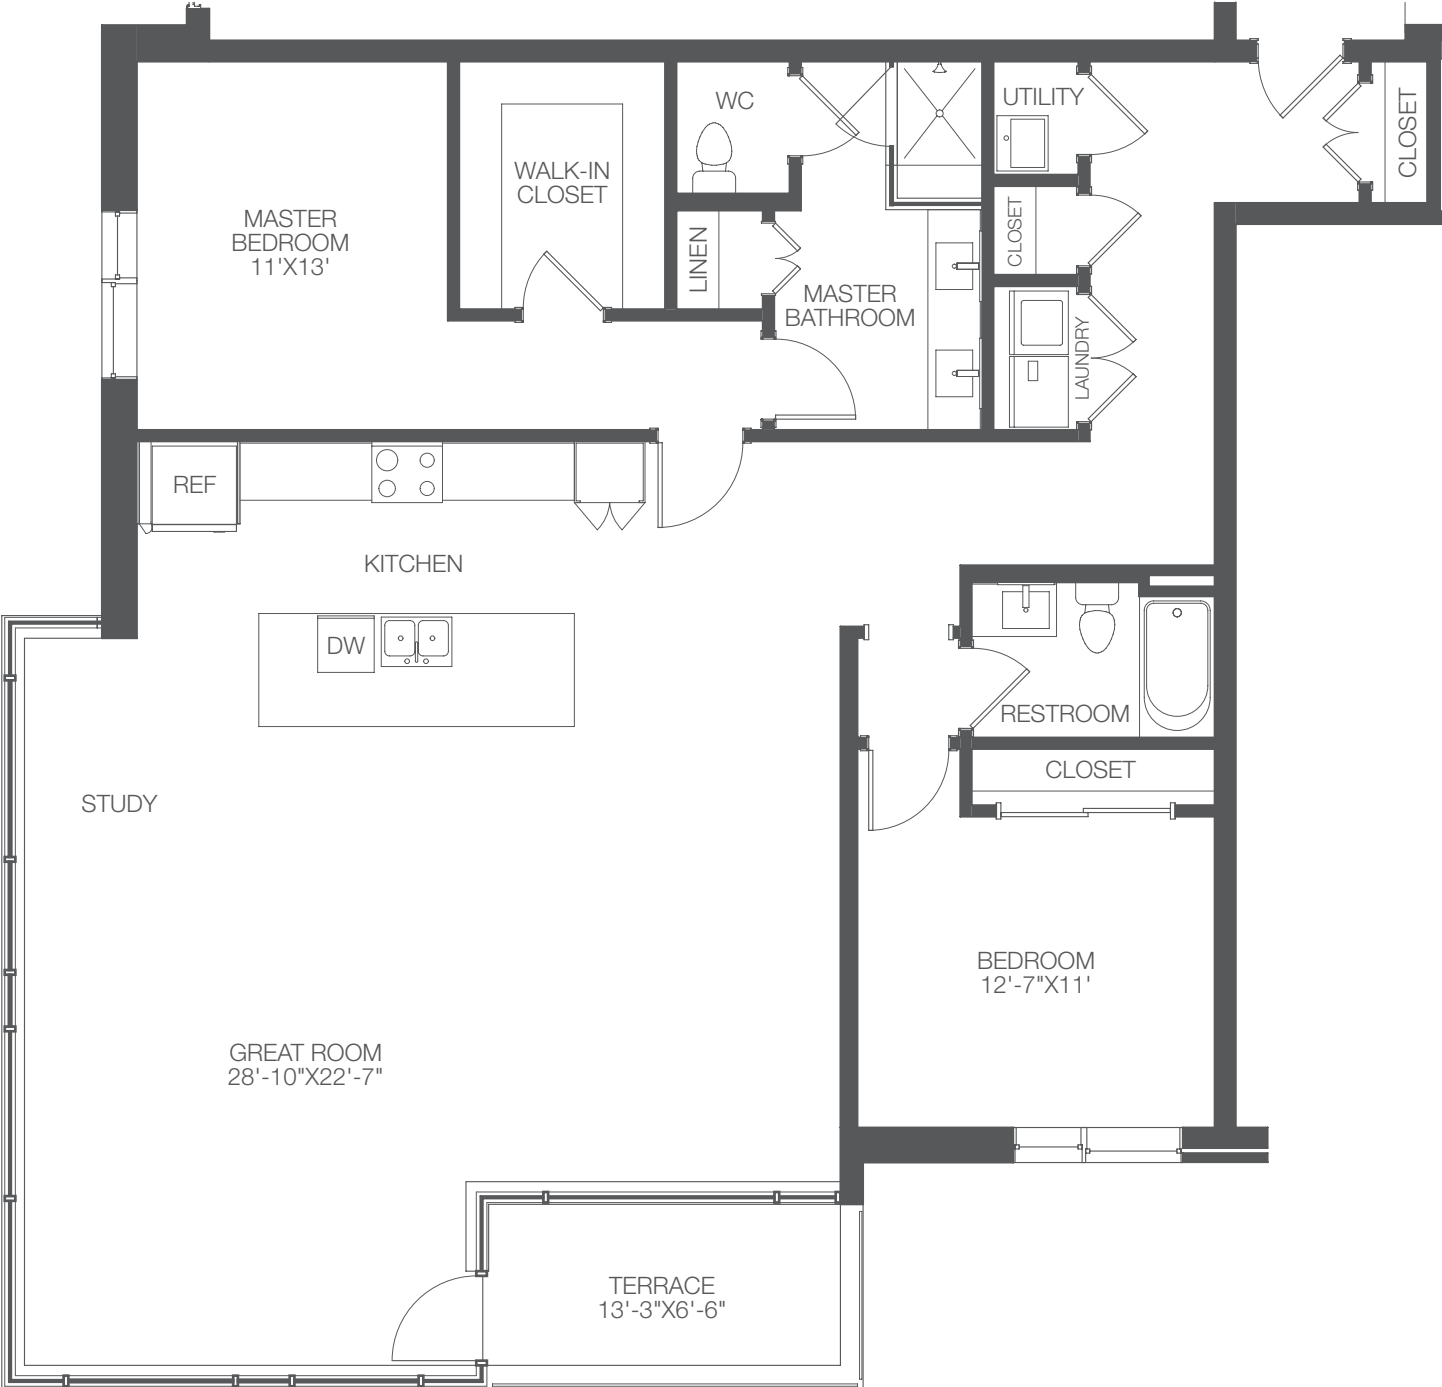 WC
UTILITY
CLOSET
WALK-IN
CLOSET
MASTER
BEDROOM
11'X13'
LINEN
CLOSET
MASTER
BATHROOM
LAUNDRY
REF
KITCHEN
DW
RESTROOM
CLOSET
STUDY
BEDROOM
12'-7"X11'
GREAT ROOM
28'-10"X22'-7"
TERRACE
13'-3"X6'-6"